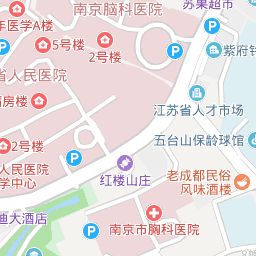 南京脑科医院
苏果超市
医学A楼
5号楼
2号楼
紫府
省人民医院
江苏省人才市场
病房楼
五台山保龄球馆
2号楼
人民医院
学中心
红楼山庄
老成都民俗
风味酒楼
迪大酒店
南京市胸科医院
P
P
P
P